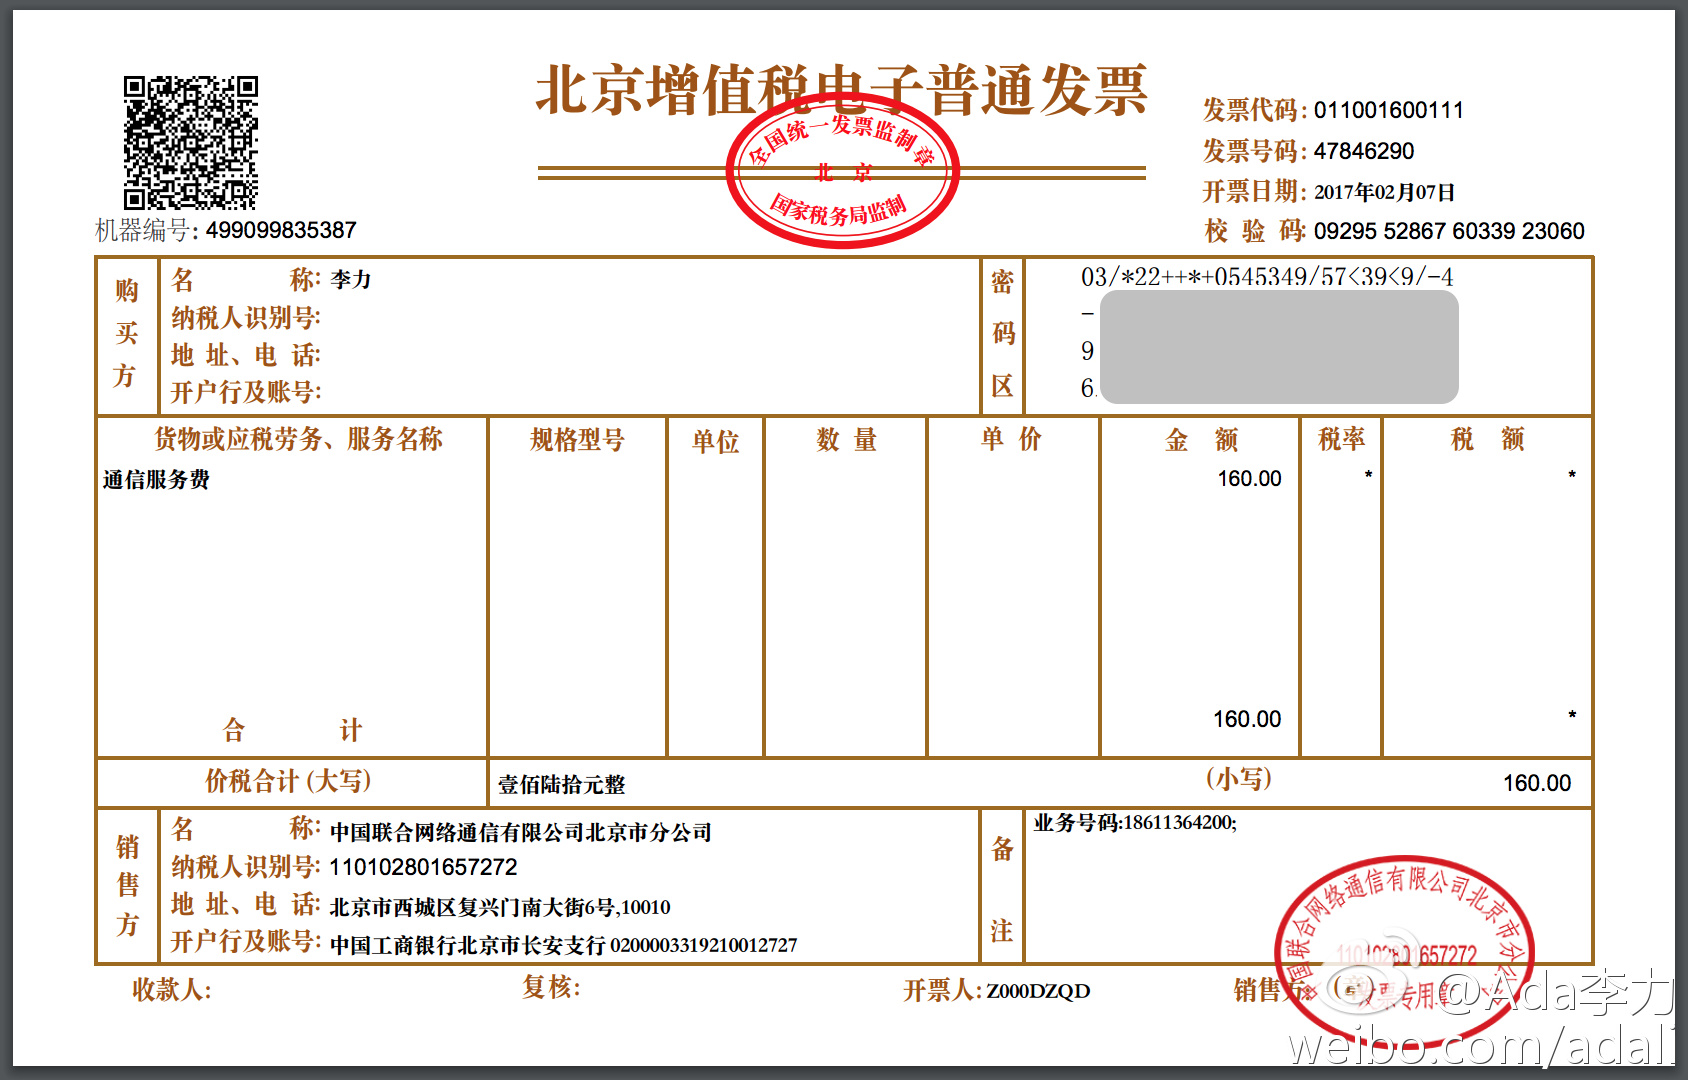 北京增值税电子普通发票
全国统一发票监制章
北京
国家税务局监制
发票代码: 011001600111
发票号码: 47846290
开票日期: 2017年02月07日
校验码: 09295 52867 60339 23060
机器编号: 499099835387
购买方
名称: 李力
纳税人识别号:
地址、电话:
开户行及账号:
密码区
03/*22++*+0545349/57<39<9/-4
-
9
6
货物或应税劳务、服务名称 规格型号 单位 数量 单价 金额 税率 税额
通信服务费 160.00 * *
合计 160.00 *
价税合计 (大写) 壹佰陆拾元整 (小写) 160.00
销售方
名称: 中国联合网络通信有限公司北京市分公司
纳税人识别号: 110102801657272
地址、电话: 北京市西城区复兴门南大街6号,10010
开户行及账号: 中国工商银行北京市长安支行 0200003319210012727
备注
业务号码:18611364200;
收款人: 复核: 开票人: Z000DZQD 销售方: (章)
中国联合网络通信有限公司北京市分公司
110102801657272
发票专用章
@Ada李力
weibo.com/adali